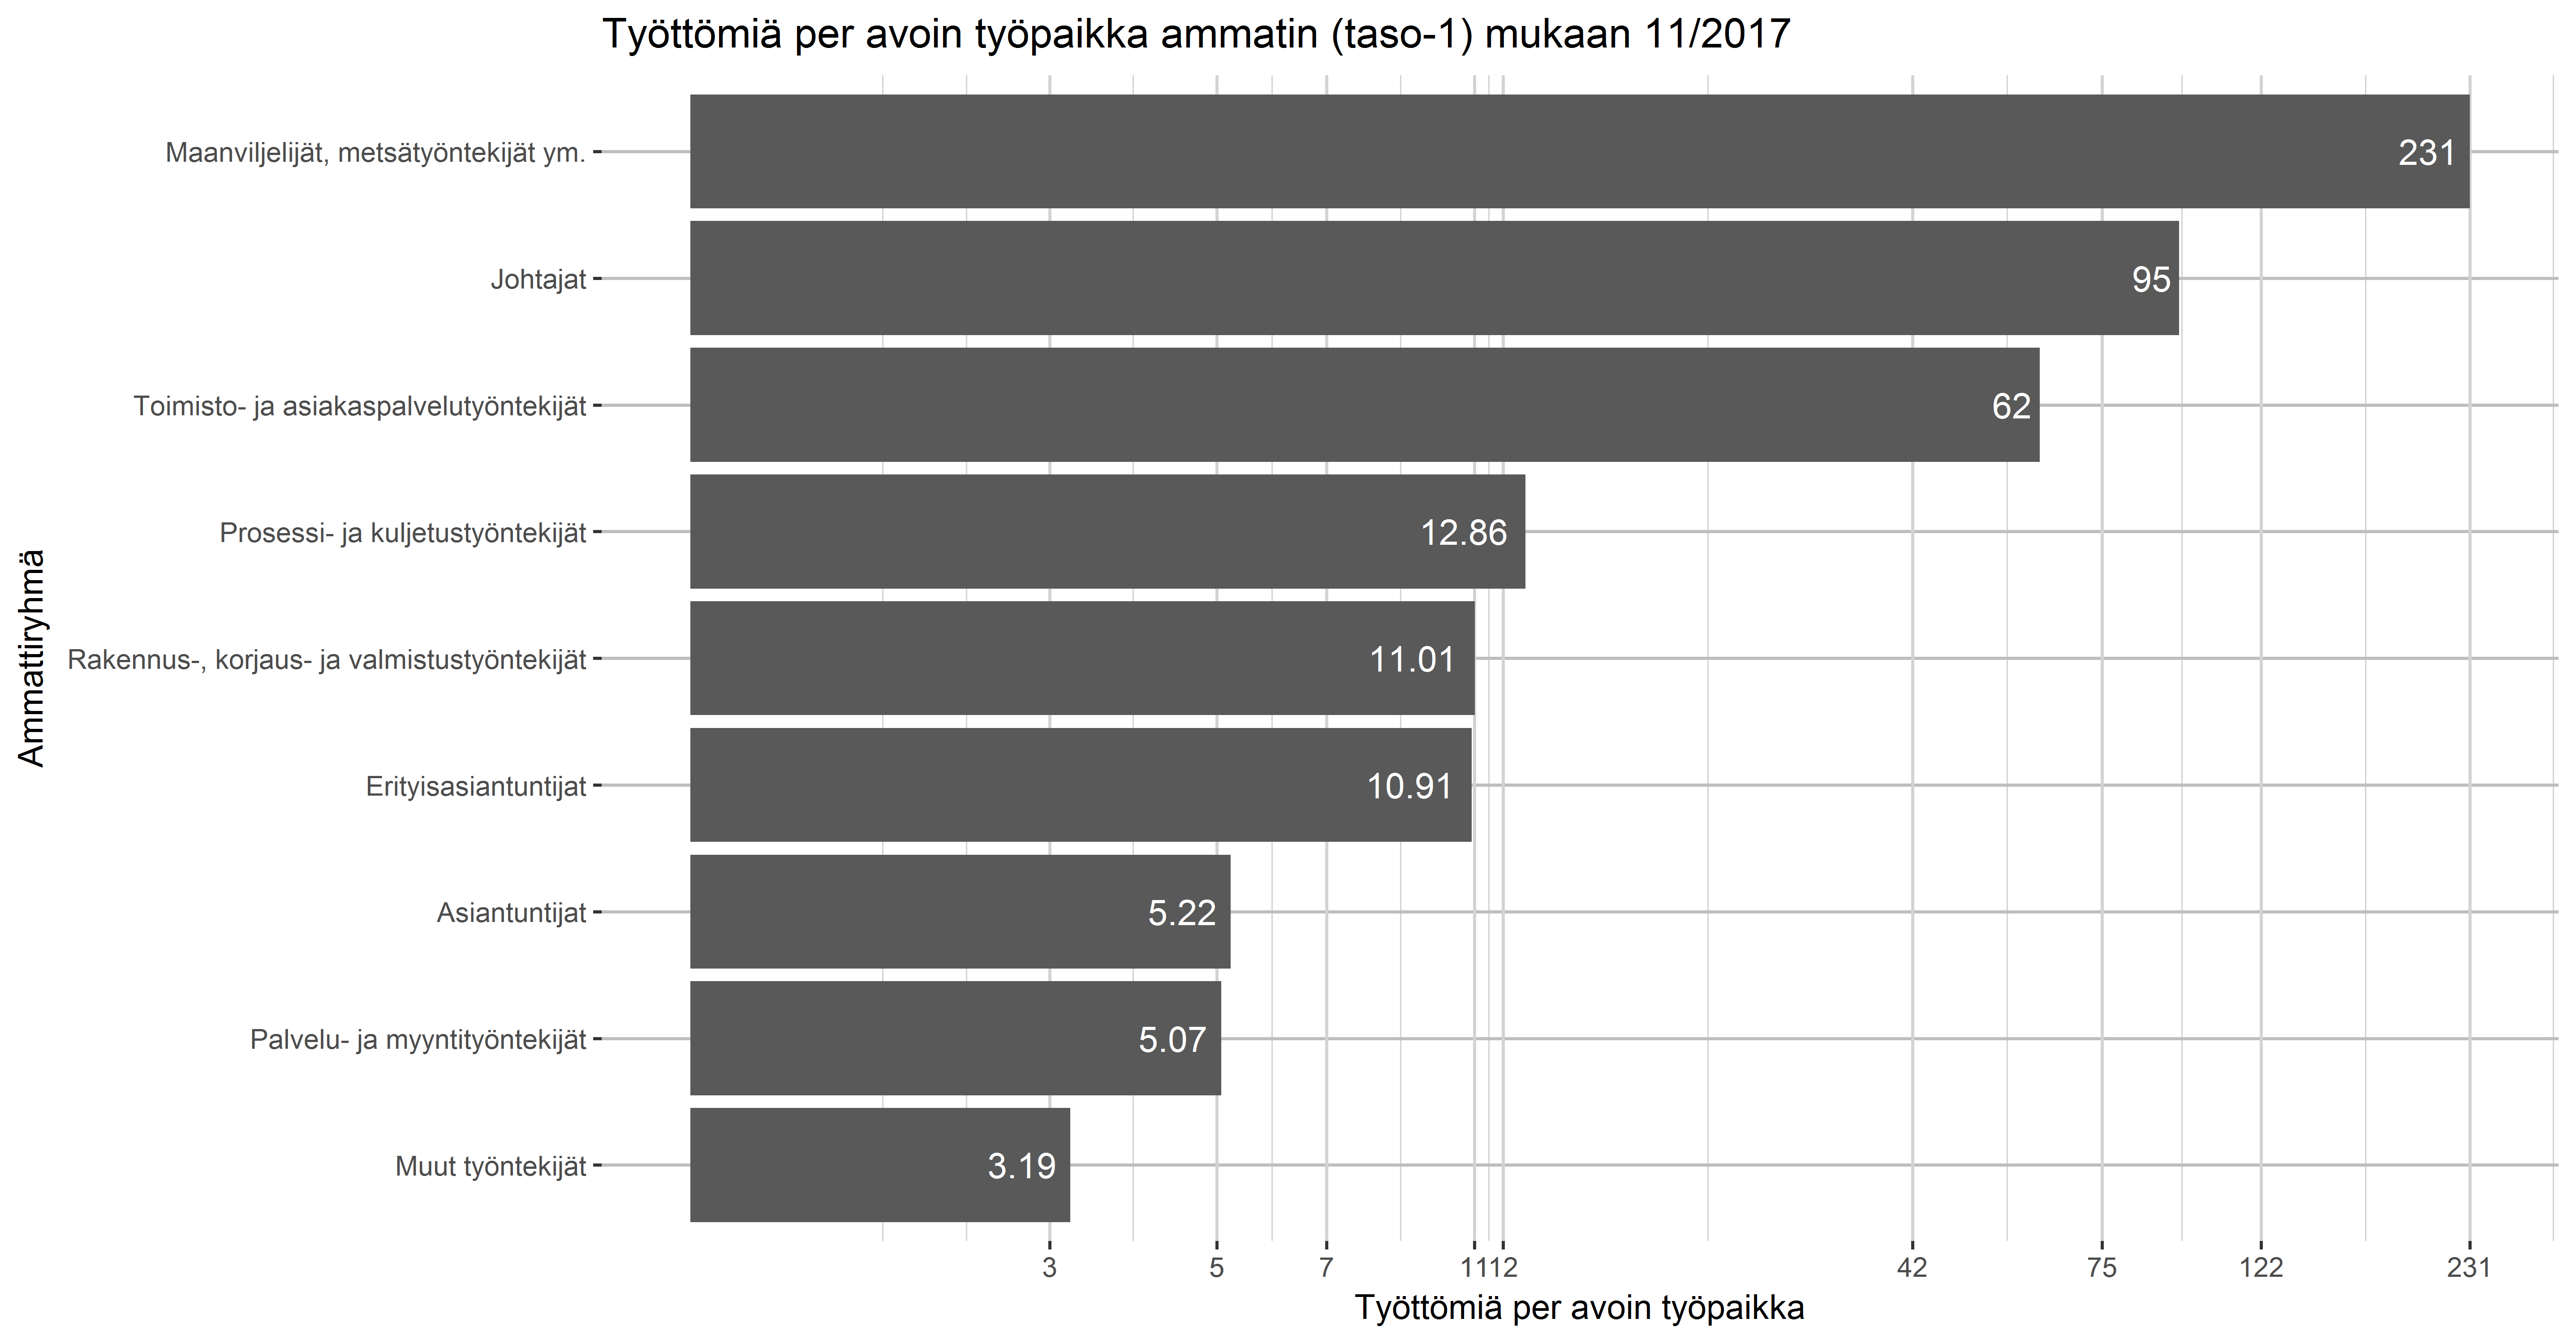 Työttömiä per avoin työpaikka ammatin (taso-1) mukaan 11/2017
Ammattiryhmä
Maanviljelijät, metsätyöntekijät ym.
231
Johtajat
95
Toimisto- ja asiakaspalvelutyöntekijät
62
Prosessi- ja kuljetustyöntekijät
12.86
Rakennus-, korjaus- ja valmistustyöntekijät
11.01
Erityisasiantuntijat
10.91
Asiantuntijat
5.22
Palvelu- ja myyntityöntekijät
5.07
Muut työntekijät
3.19
3 5 7 11 12 42 75 122 231
Työttömiä per avoin työpaikka